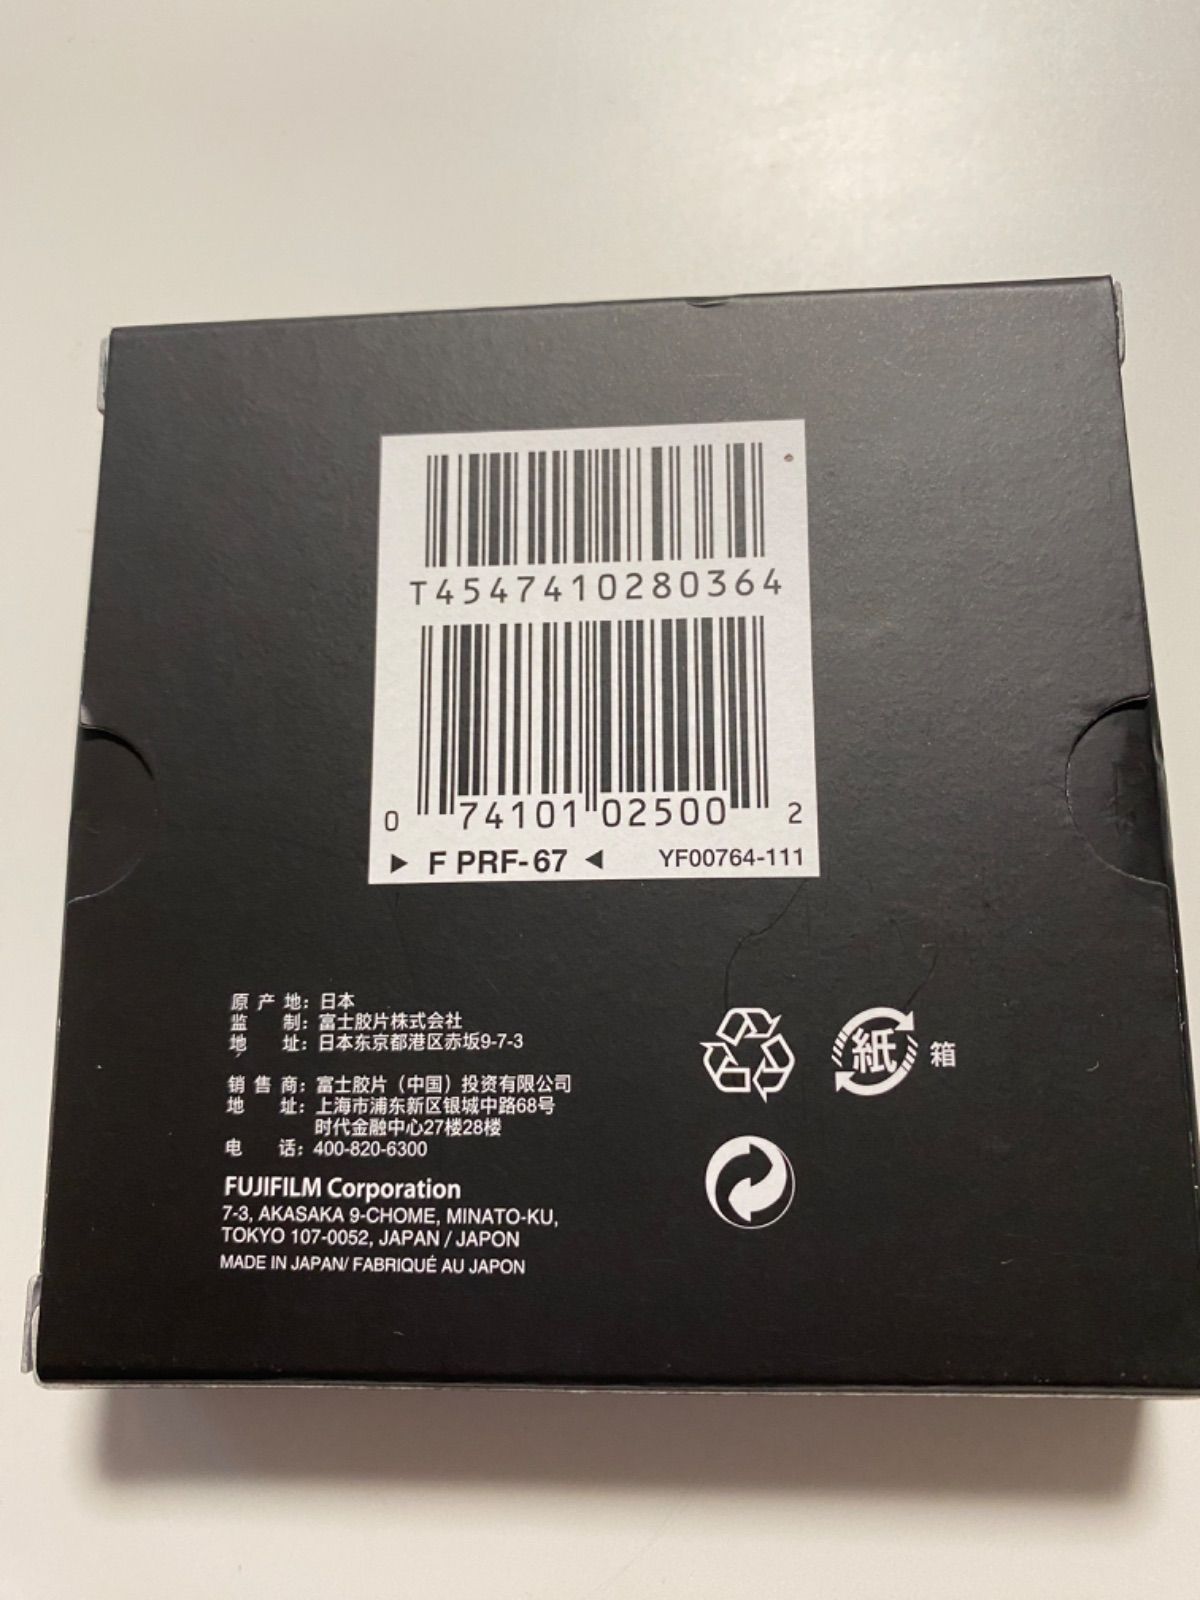 T4547410280364
0 74101 02500 2
▶ F PRF-67 ◀ YF00764-111
原 产 地：日本
监 制：富士胶片株式会社
地 址：日本东京都港区赤坂9-7-3
销 售 商：富士胶片（中国）投资有限公司
地 址：上海市浦东新区银城中路68号
时代金融中心27楼28楼
电 话：400-820-6300
FUJIFILM Corporation
7-3, AKASAKA 9-CHOME, MINATO-KU,
TOKYO 107-0052, JAPAN / JAPON
MADE IN JAPAN/ FABRIQUÉ AU JAPON
紙 箱